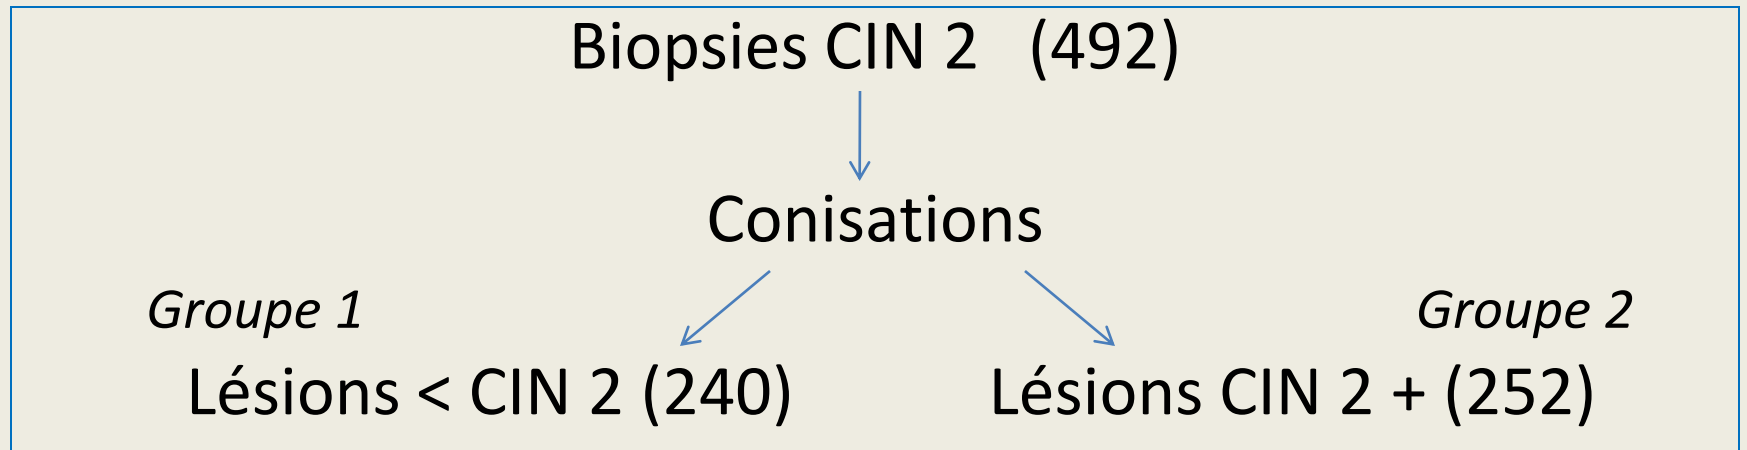 Biopsies CIN 2 (492)
Conisations
Groupe 1
Groupe 2
Lésions < CIN 2 (240)
Lésions CIN 2 + (252)